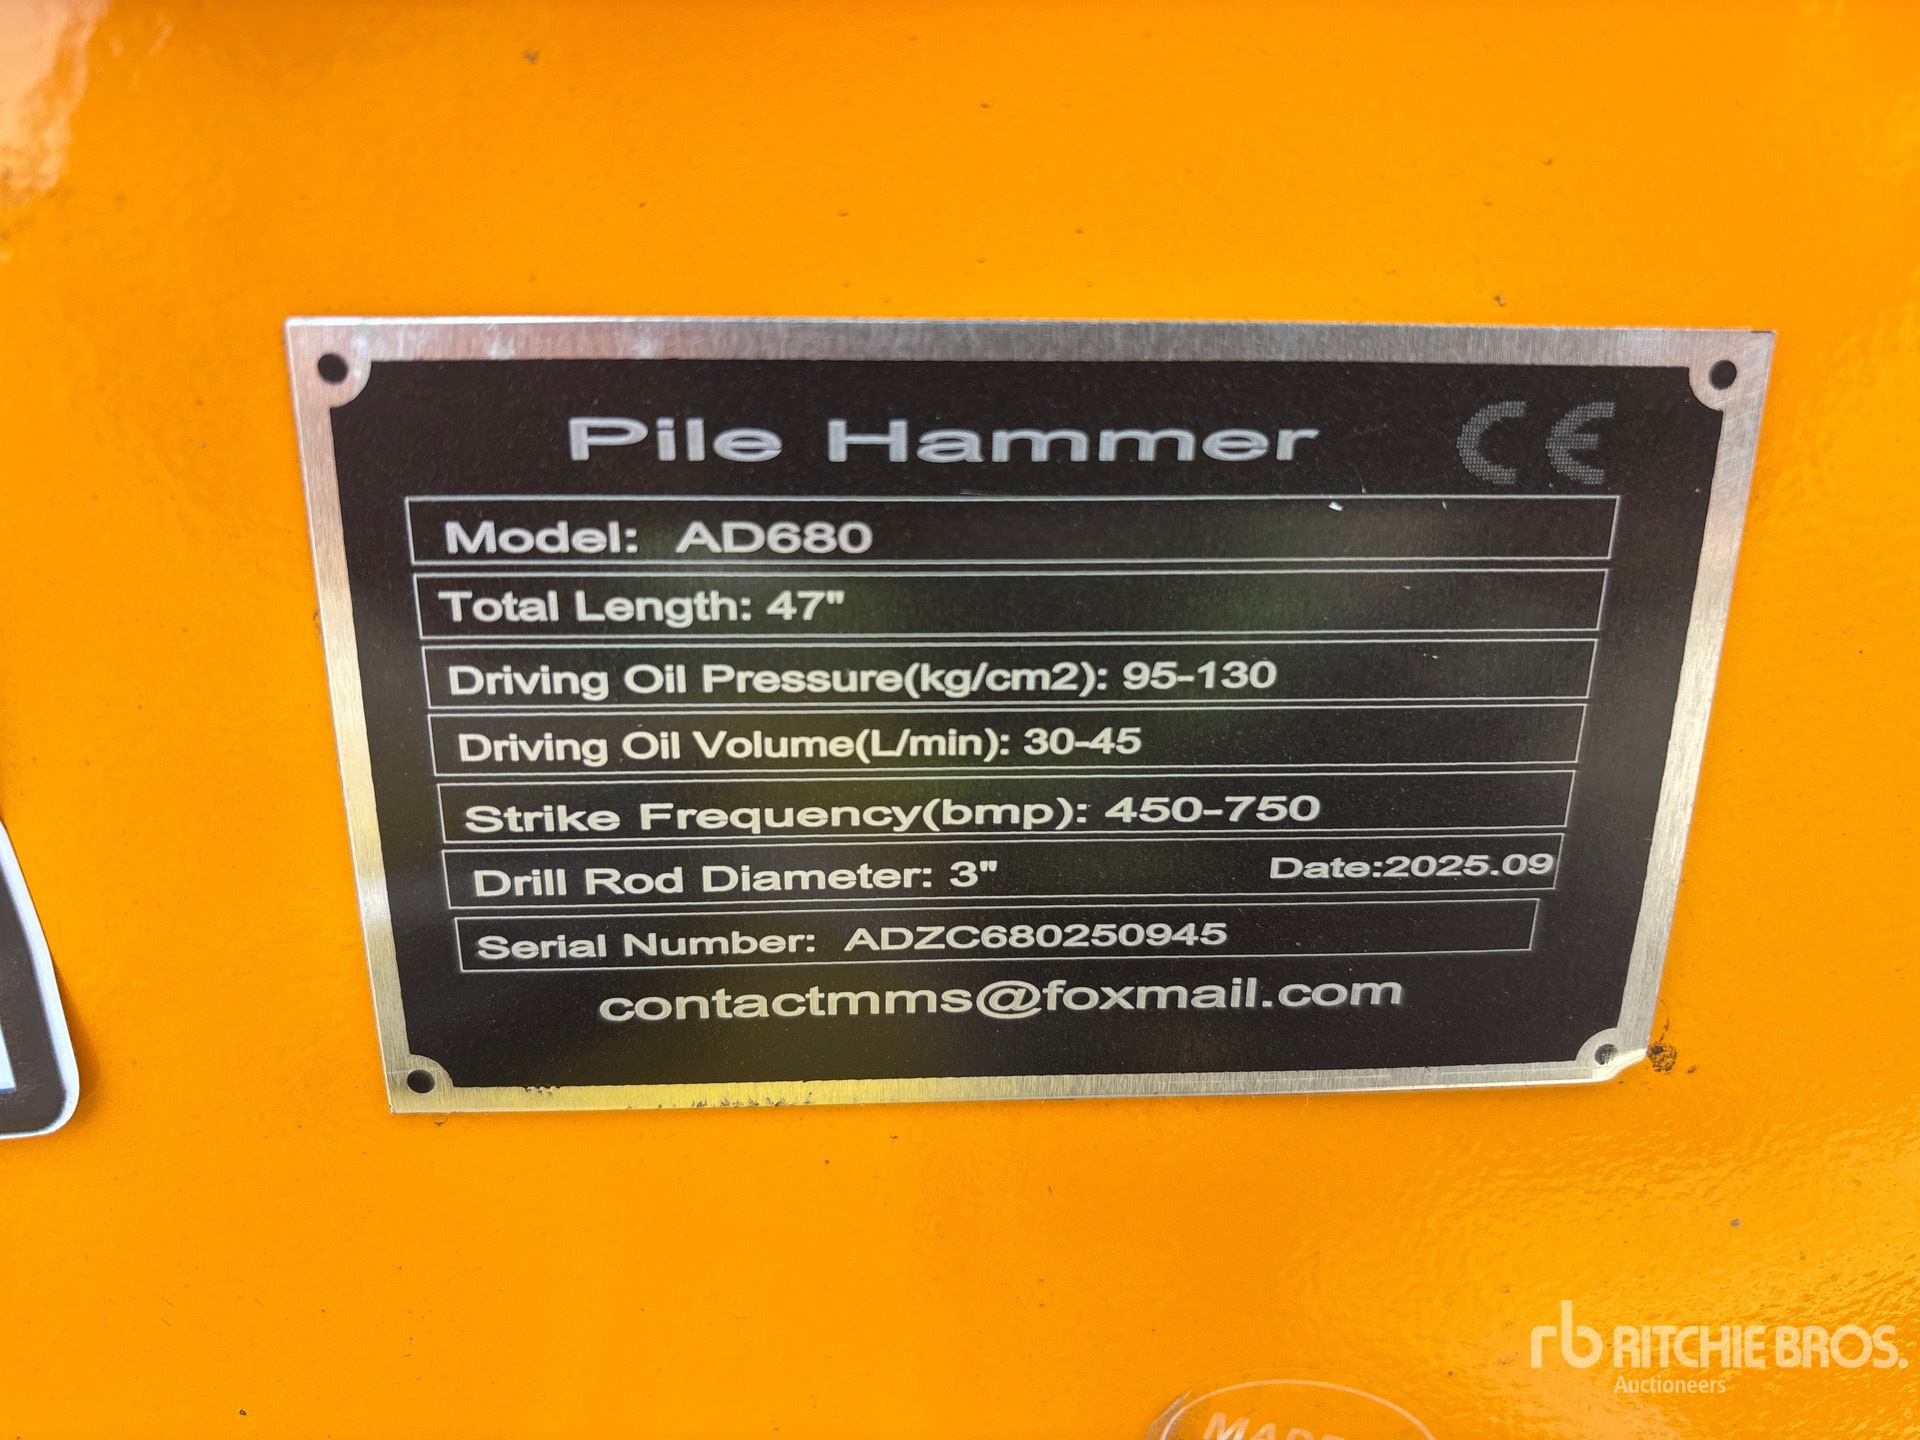 Pile Hammer CE
Model: AD680
Total Length: 47"
Driving Oil Pressure(kg/cm2): 95-130
Driving Oil Volume(L/min): 30-45
Strike Frequency(bmp): 450-750
Drill Rod Diameter: 3" Date:2025.09
Serial Number: ADZC680250945
contactmms@foxmail.com
rb RITCHIE BROS.
Auctioneers
MADE